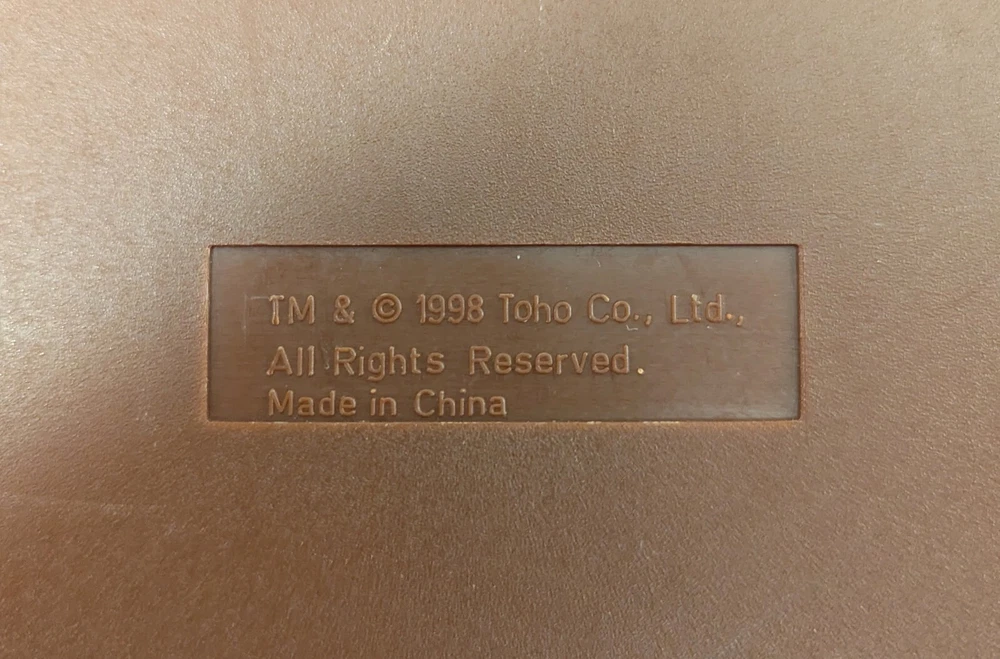 TM & © 1998 Toho Co., Ltd.,
All Rights Reserved.
Made in China